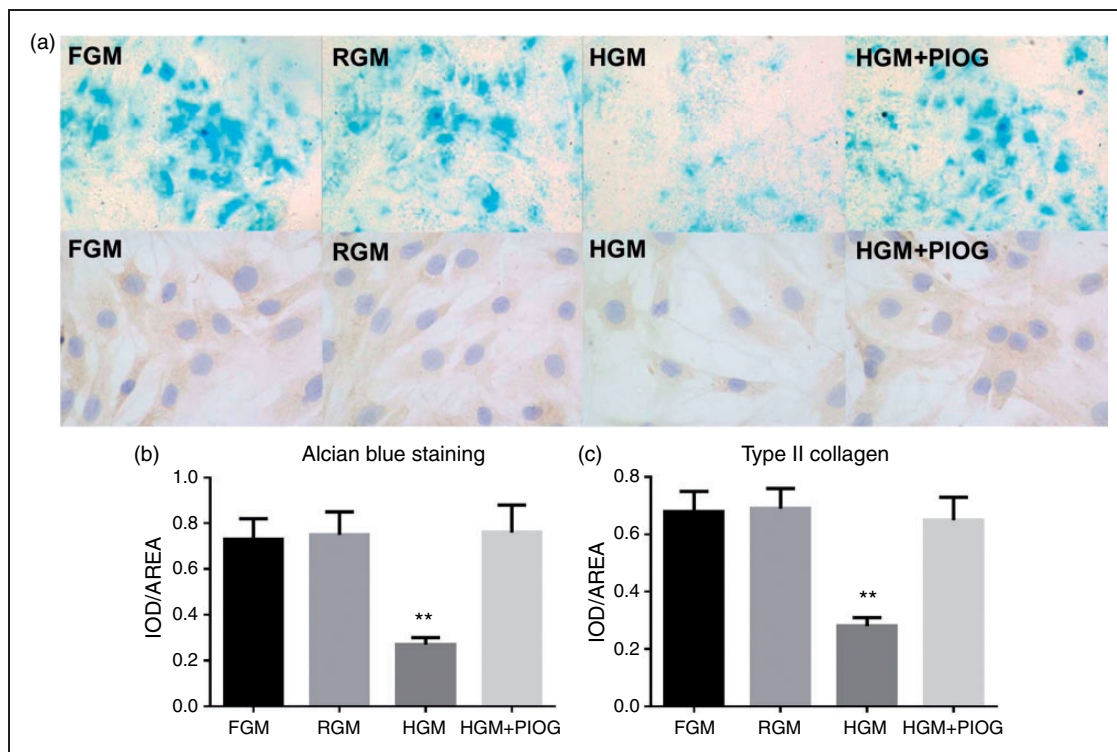 (a)
FGM RGM HGM HGM+PIOG
FGM RGM HGM HGM+PIOG
(b) Alcian blue staining
IOD/AREA
1.0
0.8
0.6
0.4
0.2
0.0
**
FGM RGM HGM HGM+PIOG
(c) Type II collagen
IOD/AREA
0.8
0.6
0.4
0.2
0.0
**
FGM RGM HGM HGM+PIOG